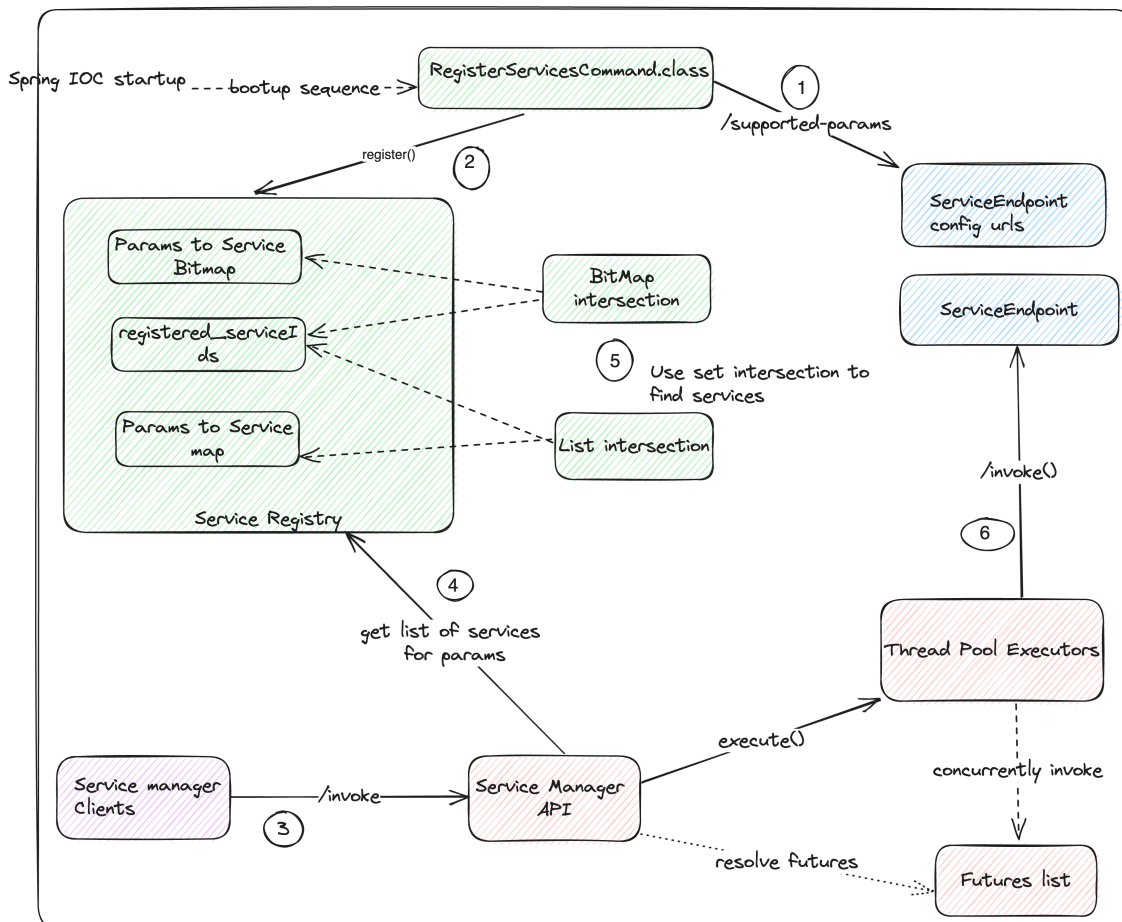 RegisterServicesCommand.class
Spring IOC startup
bootup sequence
1
/supported-params
register()
2
ServiceEndpoint
config urls
Params to Service
Bitmap
BitMap
intersection
ServiceEndpoint
registered_serviceI
ds
5
Use set intersection to
find services
Params to Service
map
List intersection
/invoke()
Service Registry
6
4
get list of services
for params
Thread Pool Executors
execute()
concurrently invoke
Service manager
Clients
/invoke
Service Manager
API
3
resolve futures
Futures list